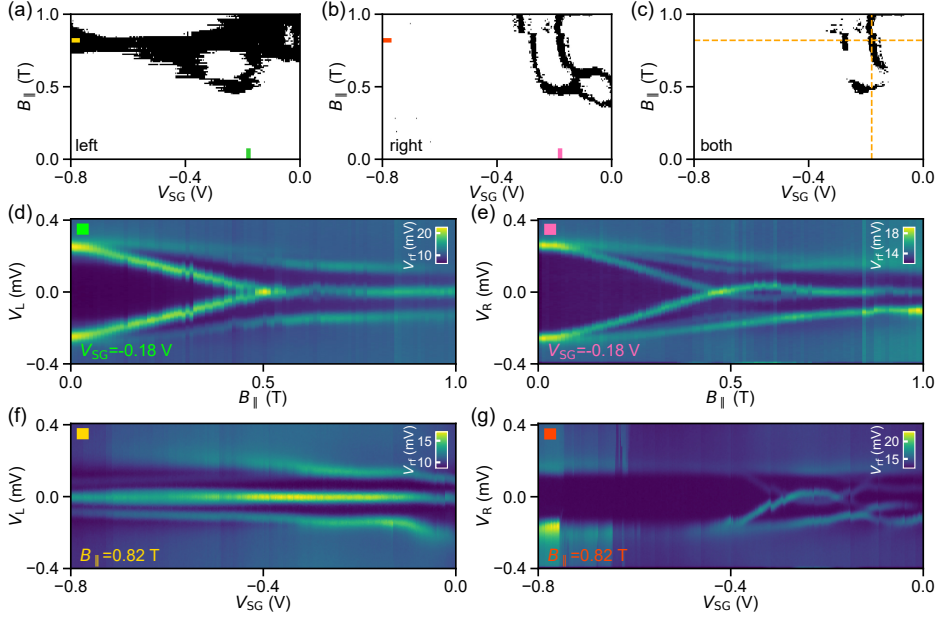 (a)
(b)
(c)
1.0
0.5
0.0
B∥ (T)
left
−0.8
−0.4
0.0
VSG (V)
1.0
0.5
0.0
B∥ (T)
right
−0.8
−0.4
0.0
VSG (V)
1.0
0.5
0.0
B∥ (T)
both
−0.8
−0.4
0.0
VSG (V)
(d)
0.4
0.0
−0.4
VL (mV)
20
10
Vrf (mV)
VSG=-0.18 V
0.0
0.5
1.0
B∥ (T)
(e)
0.4
0.0
−0.4
VR (mV)
18
14
Vrf (mV)
VSG=-0.18 V
0.0
0.5
1.0
B∥ (T)
(f)
0.4
0.0
−0.4
VL (mV)
15
10
Vrf (mV)
B∥=0.82 T
−0.8
−0.4
0.0
VSG (V)
(g)
0.4
0.0
−0.4
VR (mV)
20
15
Vrf (mV)
B∥=0.82 T
−0.8
−0.4
0.0
VSG (V)